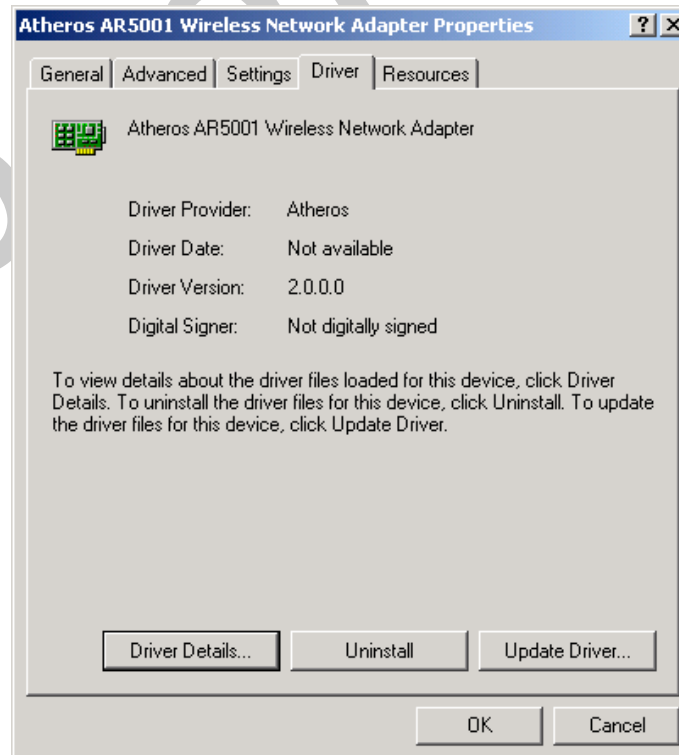 Atheros AR5001 Wireless Network Adapter Properties ? X
General Advanced Settings Driver Resources
Atheros AR5001 Wireless Network Adapter
Driver Provider: Atheros
Driver Date: Not available
Driver Version: 2.0.0.0
Digital Signer: Not digitally signed
To view details about the driver files loaded for this device, click Driver
Details. To uninstall the driver files for this device, click Uninstall. To update
the driver files for this device, click Update Driver.
Driver Details... Uninstall Update Driver...
OK Cancel